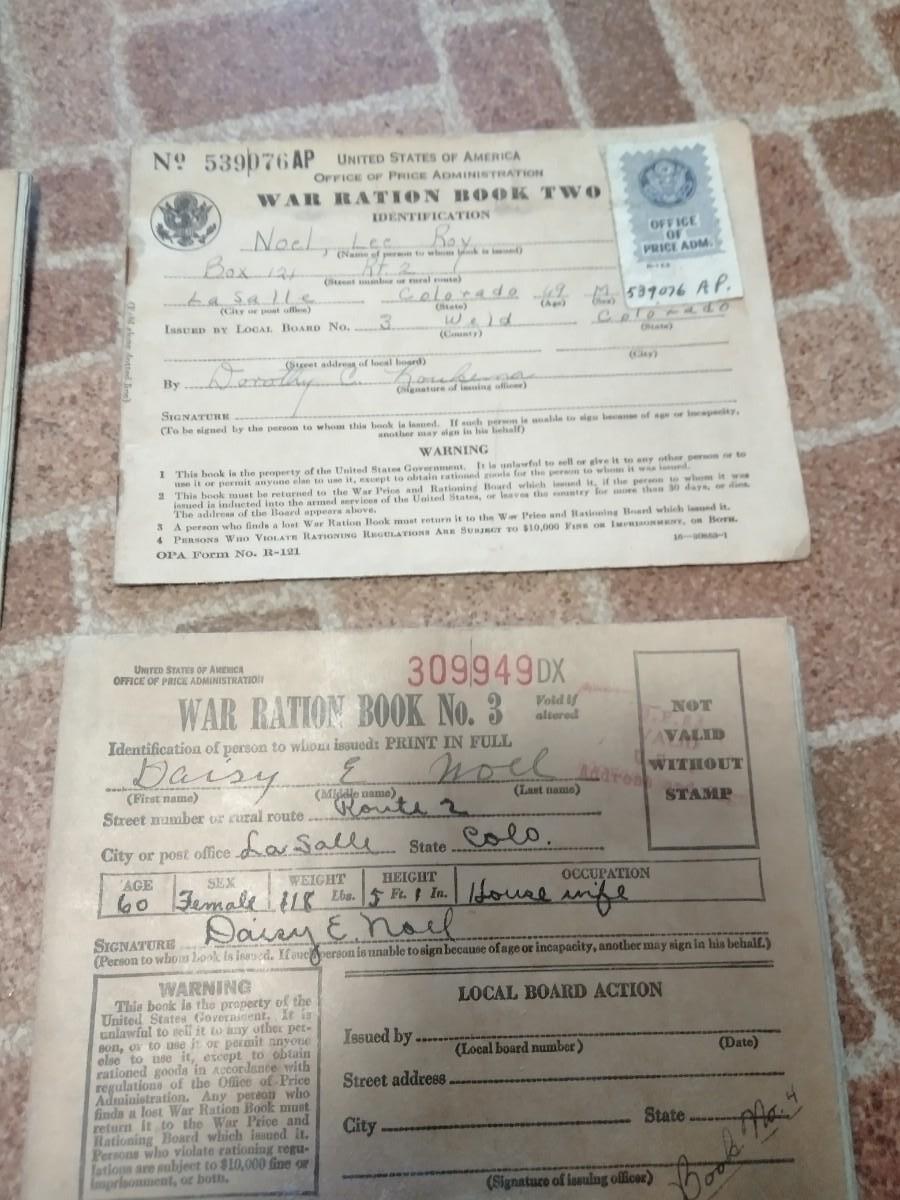 Nº 539076 AP UNITED STATES OF AMERICA
OFFICE OF PRICE ADMINISTRATION
WAR RATION BOOK TWO
IDENTIFICATION
OFFICE
OF
PRICE ADM.
Noel, Lee Roy
(Name of person to whom book is issued)
Box 121 Rt. 2
(Street number or rural route)
La Salle Colorado 49 M 539076 AP.
(City or post office) (State) (Age) (Sex)
ISSUED BY LOCAL BOARD NO. 3 Weld Colorado
(County) (State)
(Street address of local board) (City)
By Dorothy C.
(Signature of issuing officer)
SIGNATURE
(To be signed by the person to whom this book is issued. If such person is unable to sign because of age or incapacity,
another may sign in his behalf)
WARNING
1 This book is the property of the United States Government. It is unlawful to sell or give it to any other person or to
use it or permit anyone else to use it, except to obtain rationed goods for the person to whom it was issued.
2 This book must be returned to the War Price and Rationing Board which issued it, if the person to whom it was
issued is inducted into the armed services of the United States, or leaves the country for more than 30 days, or dies.
The address of the Board appears above.
3 A person who finds a lost War Ration Book must return it to the War Price and Rationing Board which issued it.
4 PERSONS WHO VIOLATE RATIONING REGULATIONS ARE SUBJECT TO $10,000 FINE OR IMPRISONMENT, OR BOTH.
OPA Form No. R-121 16—30853-1
UNITED STATES OF AMERICA
OFFICE OF PRICE ADMINISTRATION
309949 DX
WAR RATION BOOK No. 3 Void if
altered
NOT
VALID
WITHOUT
STAMP
Identification of person to whom issued: PRINT IN FULL
Daisy E Noel
(First name) (Middle name) (Last name)
Street number or rural route Route 2
City or post office La Salle State Colo.
AGE SEX WEIGHT HEIGHT OCCUPATION
60 Female 118 Lbs. 5 Ft. 1 In. House wife
SIGNATURE Daisy E. Noel
(Person to whom book is issued. If such person is unable to sign because of age or incapacity, another may sign in his behalf.)
WARNING
This book is the property of the
United States Government. It is
unlawful to sell it to any other per-
son, or to use it or permit anyone
else to use it, except to obtain
rationed goods in accordance with
regulations of the Office of Price
Administration. Any person who
finds a lost War Ration Book must
return it to the War Price and
Rationing Board which issued it.
Persons who violate rationing regu-
lations are subject to $10,000 fine or
imprisonment, or both.
LOCAL BOARD ACTION
Issued by
(Local board number) (Date)
Street address
City State
(Signature of issuing officer)
Book No. 4